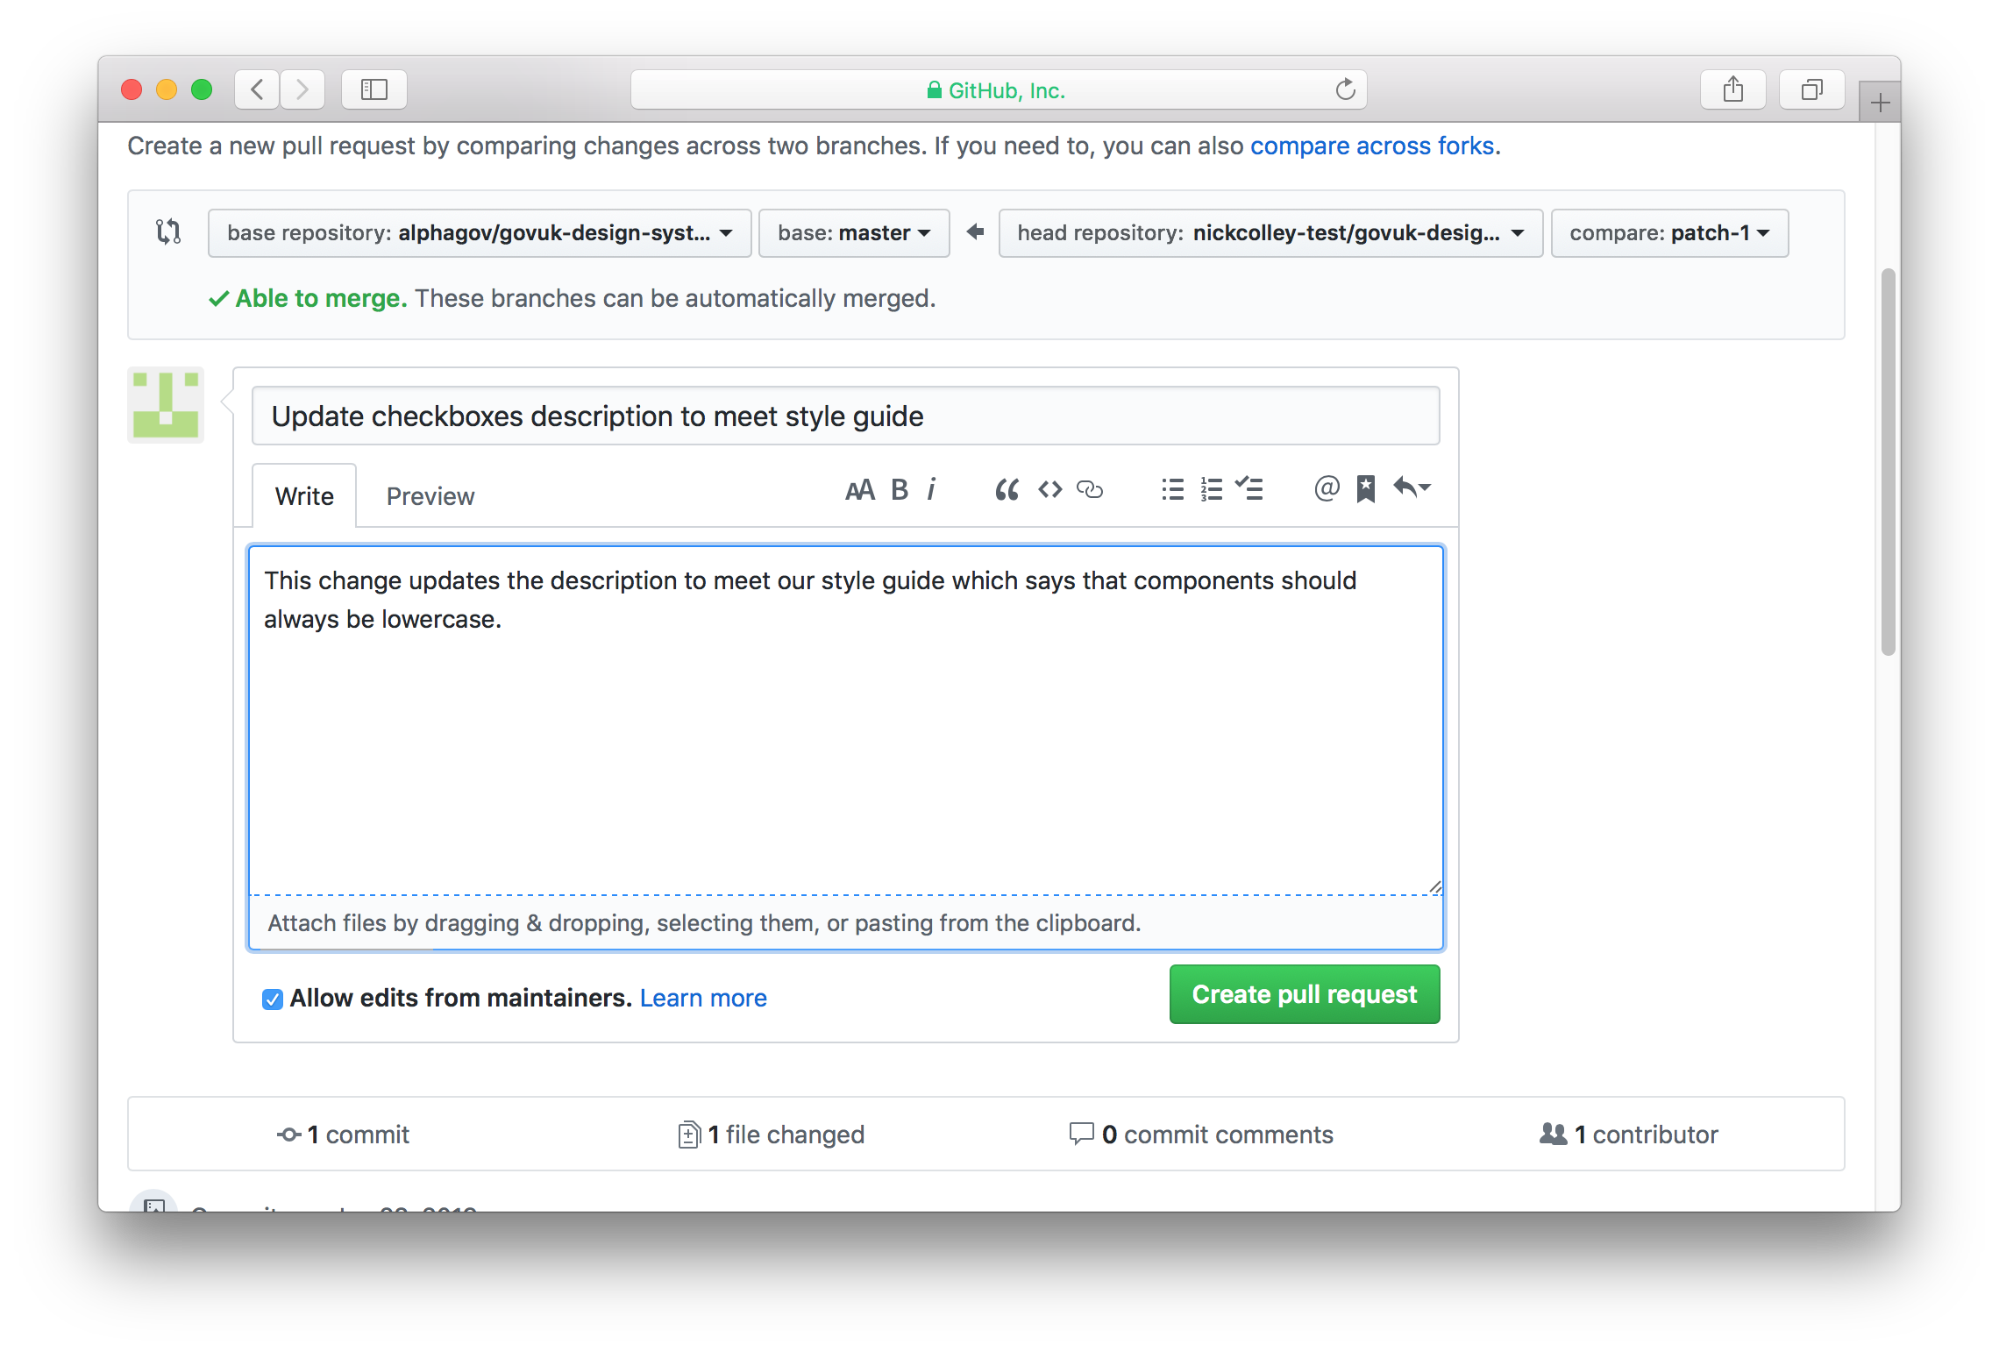 GitHub, Inc.
Create a new pull request by comparing changes across two branches. If you need to, you can also compare across forks.
base repository: alphagov/govuk-design-syst... base: master head repository: nickcolley-test/govuk-desig... compare: patch-1
Able to merge. These branches can be automatically merged.
Update checkboxes description to meet style guide
Write Preview AA B i
This change updates the description to meet our style guide which says that components should
always be lowercase.
Attach files by dragging & dropping, selecting them, or pasting from the clipboard.
Allow edits from maintainers. Learn more Create pull request
1 commit 1 file changed 0 commit comments 1 contributor